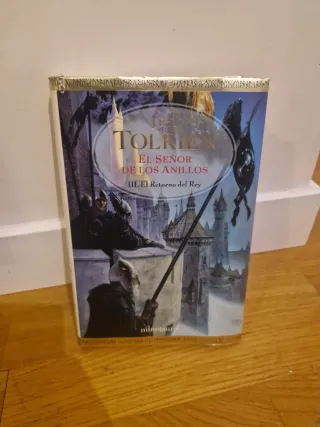 TOLKIEN
EL SEÑOR
DE LOS ANILLOS
III. El Retorno del Rey
minotauro